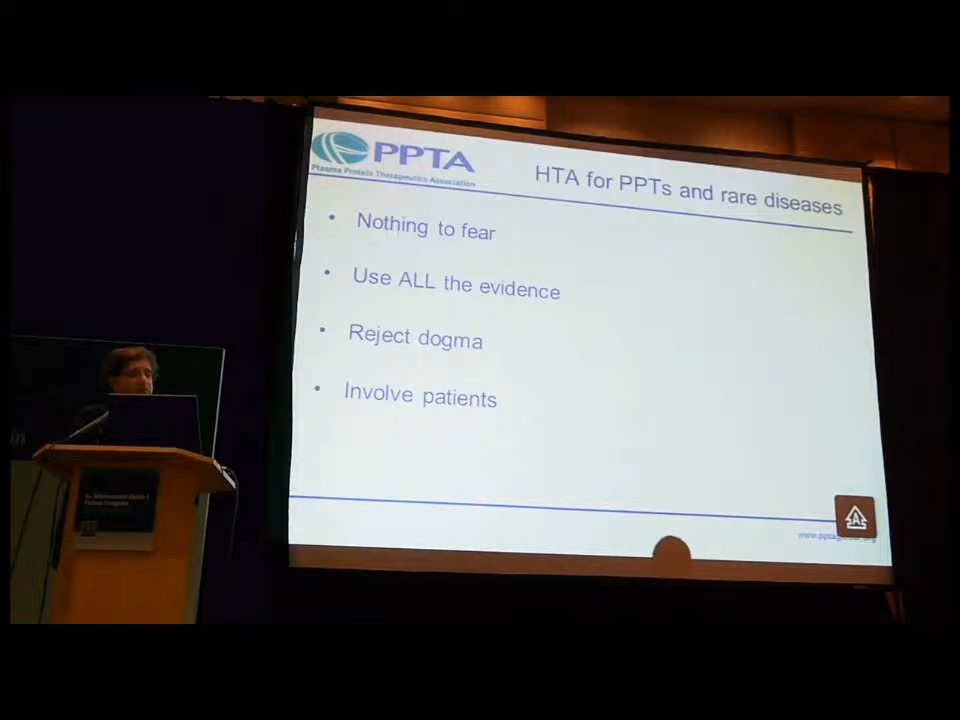 PPTA
Plasma Protein Therapeutics Association
HTA for PPTs and rare diseases
• Nothing to fear
• Use ALL the evidence
• Reject dogma
• Involve patients
A
in